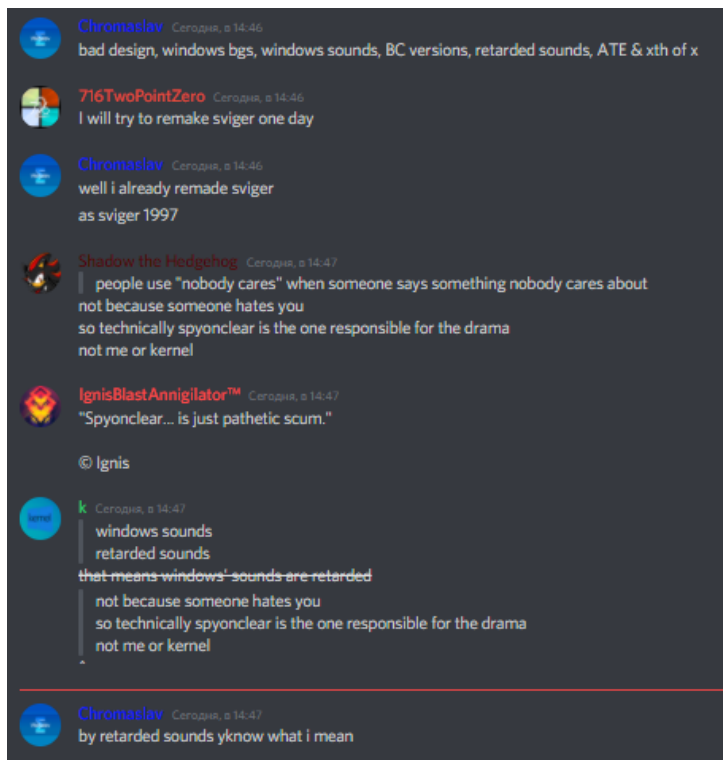 Chromaslav Сегодня, в 14:46
bad design, windows bgs, windows sounds, BC versions, retarded sounds, ATE & xth of x
716TwoPointZero Сегодня, в 14:46
I will try to remake sviger one day
Chromaslav Сегодня, в 14:46
well i already remade sviger
as sviger 1997
Shadow the Hedgehog Сегодня, в 14:47
people use "nobody cares" when someone says something nobody cares about
not because someone hates you
so technically spyonclear is the one responsible for the drama
not me or kernel
IgnisBlastAnnigilator™ Сегодня, в 14:47
"Spyonclear... is just pathetic scum."
© Ignis
kernel
k Сегодня, в 14:47
windows sounds
retarded sounds
that means windows' sounds are retarded
not because someone hates you
so technically spyonclear is the one responsible for the drama
not me or kernel
^
Chromaslav Сегодня, в 14:47
by retarded sounds yknow what i mean